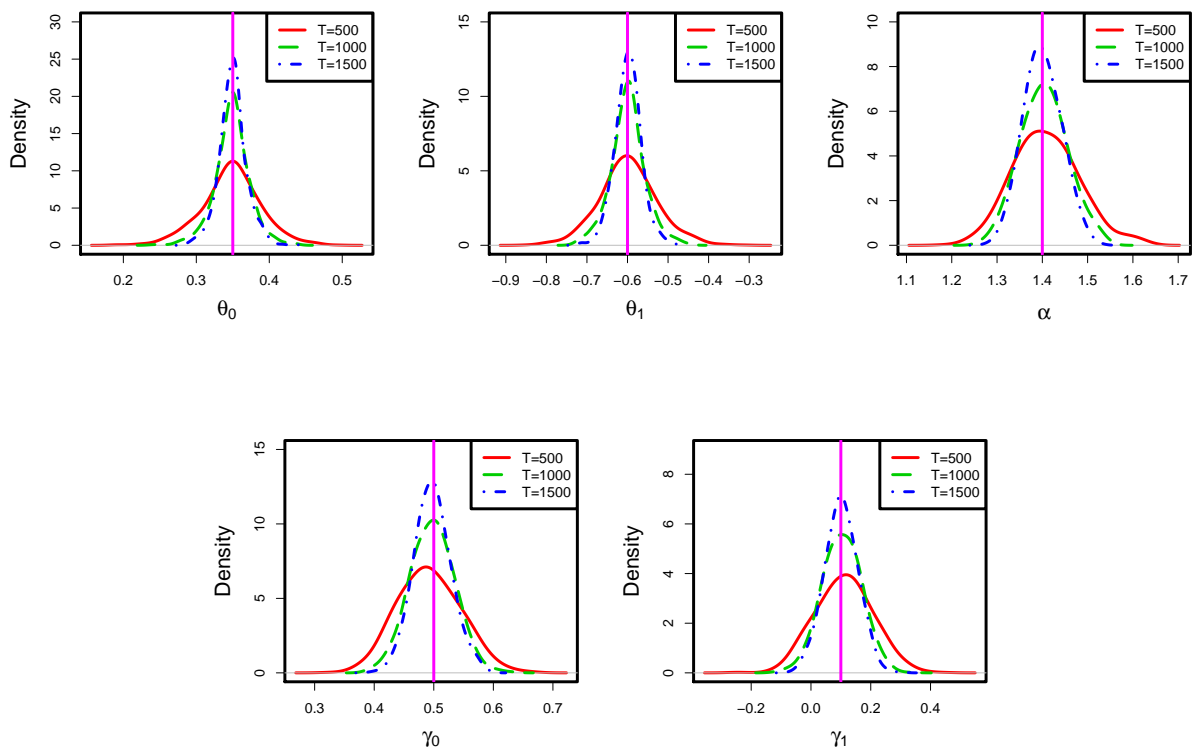 T=500
T=1000
T=1500
Density
0 5 10 15 20 25 30
0.2 0.3 0.4 0.5
θ0
T=500
T=1000
T=1500
Density
0 5 10 15
−0.9 −0.8 −0.7 −0.6 −0.5 −0.4 −0.3
θ1
T=500
T=1000
T=1500
Density
0 2 4 6 8 10
1.1 1.2 1.3 1.4 1.5 1.6 1.7
α
T=500
T=1000
T=1500
Density
0 5 10 15
0.3 0.4 0.5 0.6 0.7
γ0
T=500
T=1000
T=1500
Density
0 2 4 6 8
−0.2 0.0 0.2 0.4
γ1